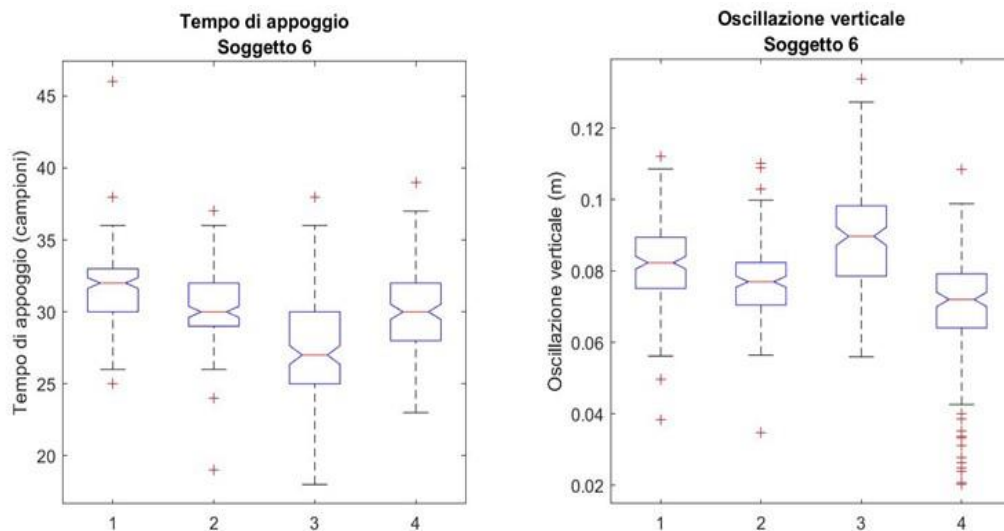 Tempo di appoggio
Soggetto 6
Tempo di appoggio (campioni)
45
40
35
30
25
20
1 2 3 4
Oscillazione verticale
Soggetto 6
Oscillazione verticale (m)
0.12
0.1
0.08
0.06
0.04
0.02
1 2 3 4